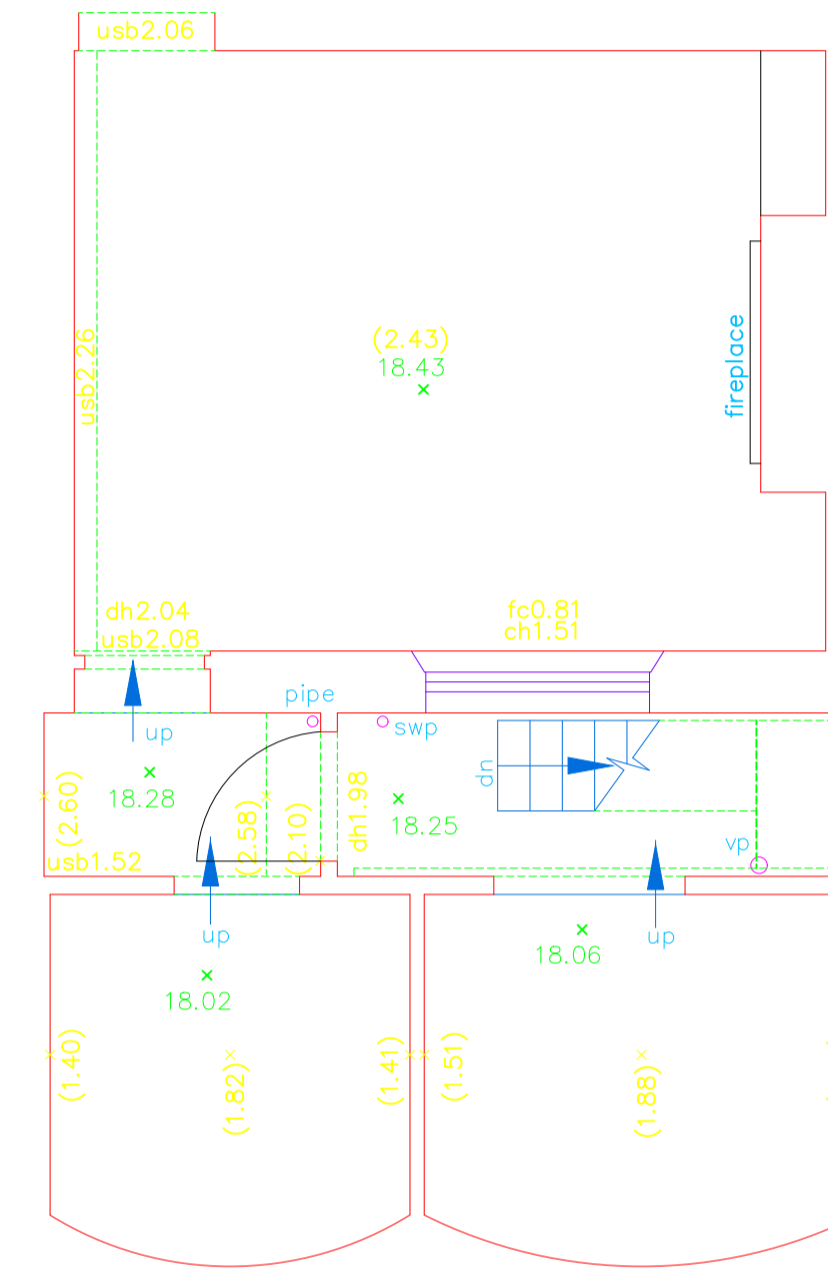 usb2.06
usb2.26
(2.43)
18.43
fireplace
dh2.04
usb2.08
fc0.81
ch1.51
pipe
swp
up
dn
(2.60)
18.28
(2.58)
(2.10)
dh1.98
18.25
vp
usb1.52
up
up
18.02
18.06
(1.40)
(1.82)
(1.41)
(1.51)
(1.88)